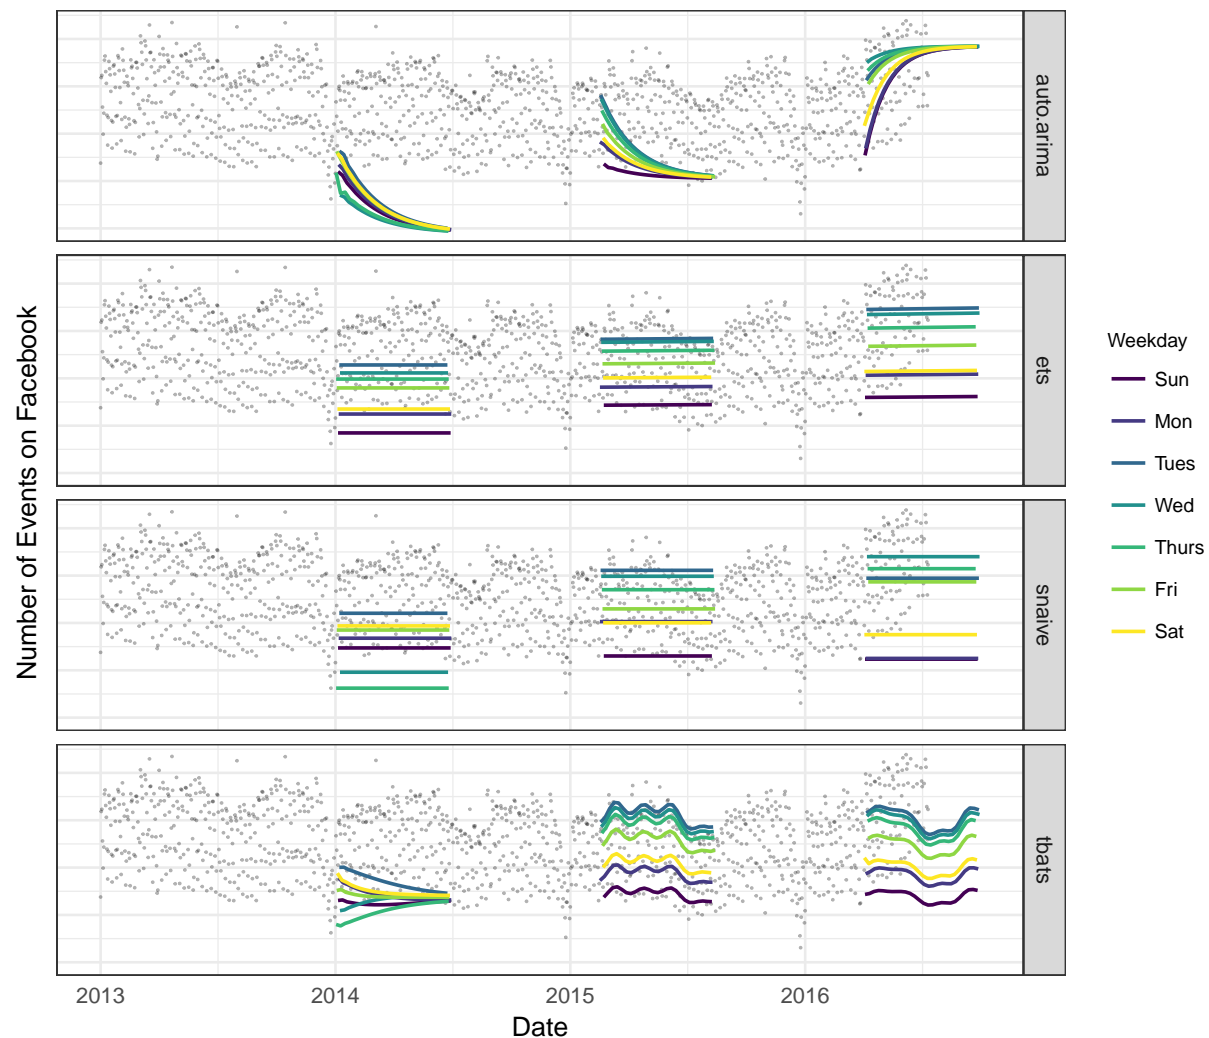 Number of Events on Facebook
auto.arima
ets
snaive
tbats
2013 2014 2015 2016
Date
Weekday
Sun
Mon
Tues
Wed
Thurs
Fri
Sat